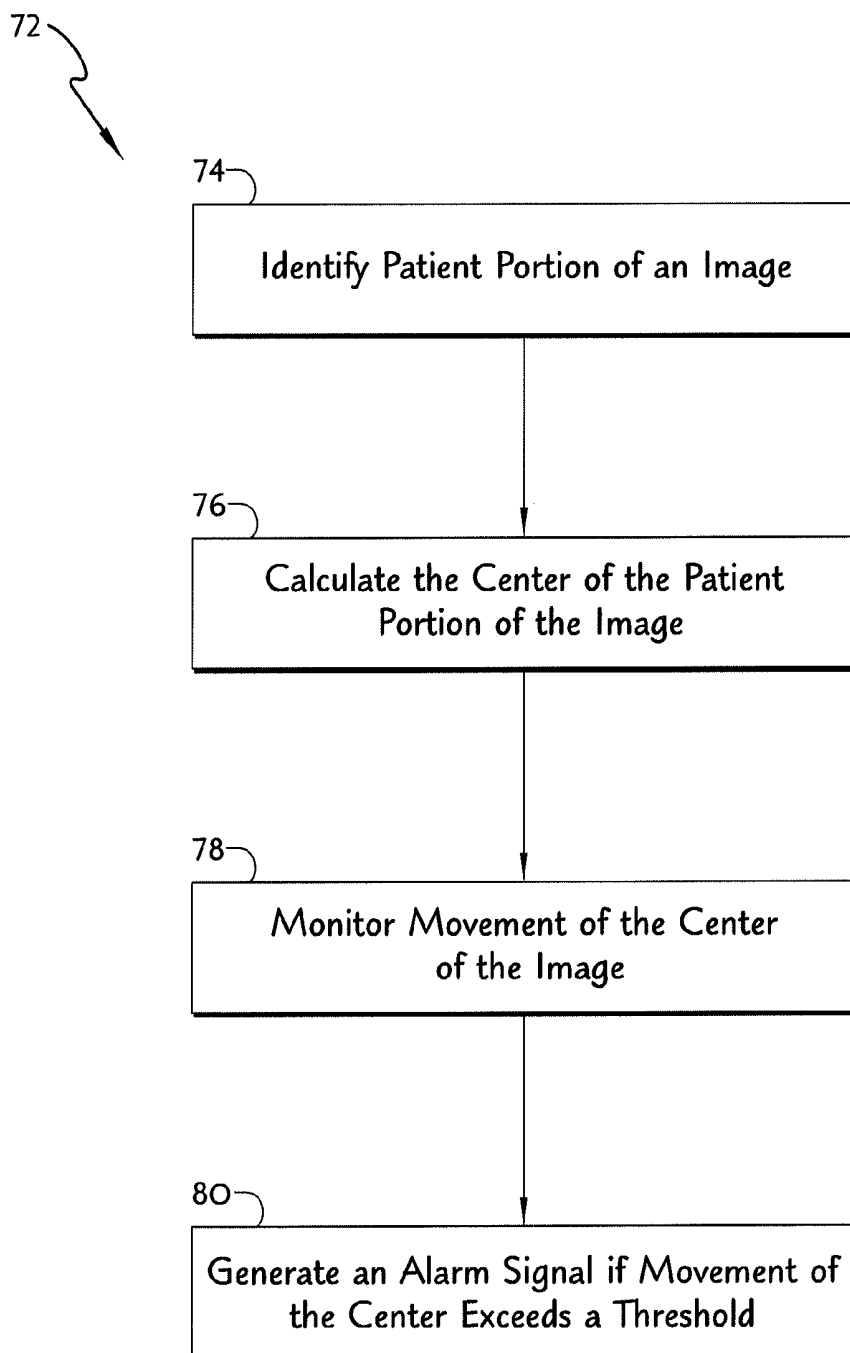 72
74
Identify Patient Portion of an Image
76
Calculate the Center of the Patient
Portion of the Image
78
Monitor Movement of the Center
of the Image
80
Generate an Alarm Signal if Movement of
the Center Exceeds a Threshold